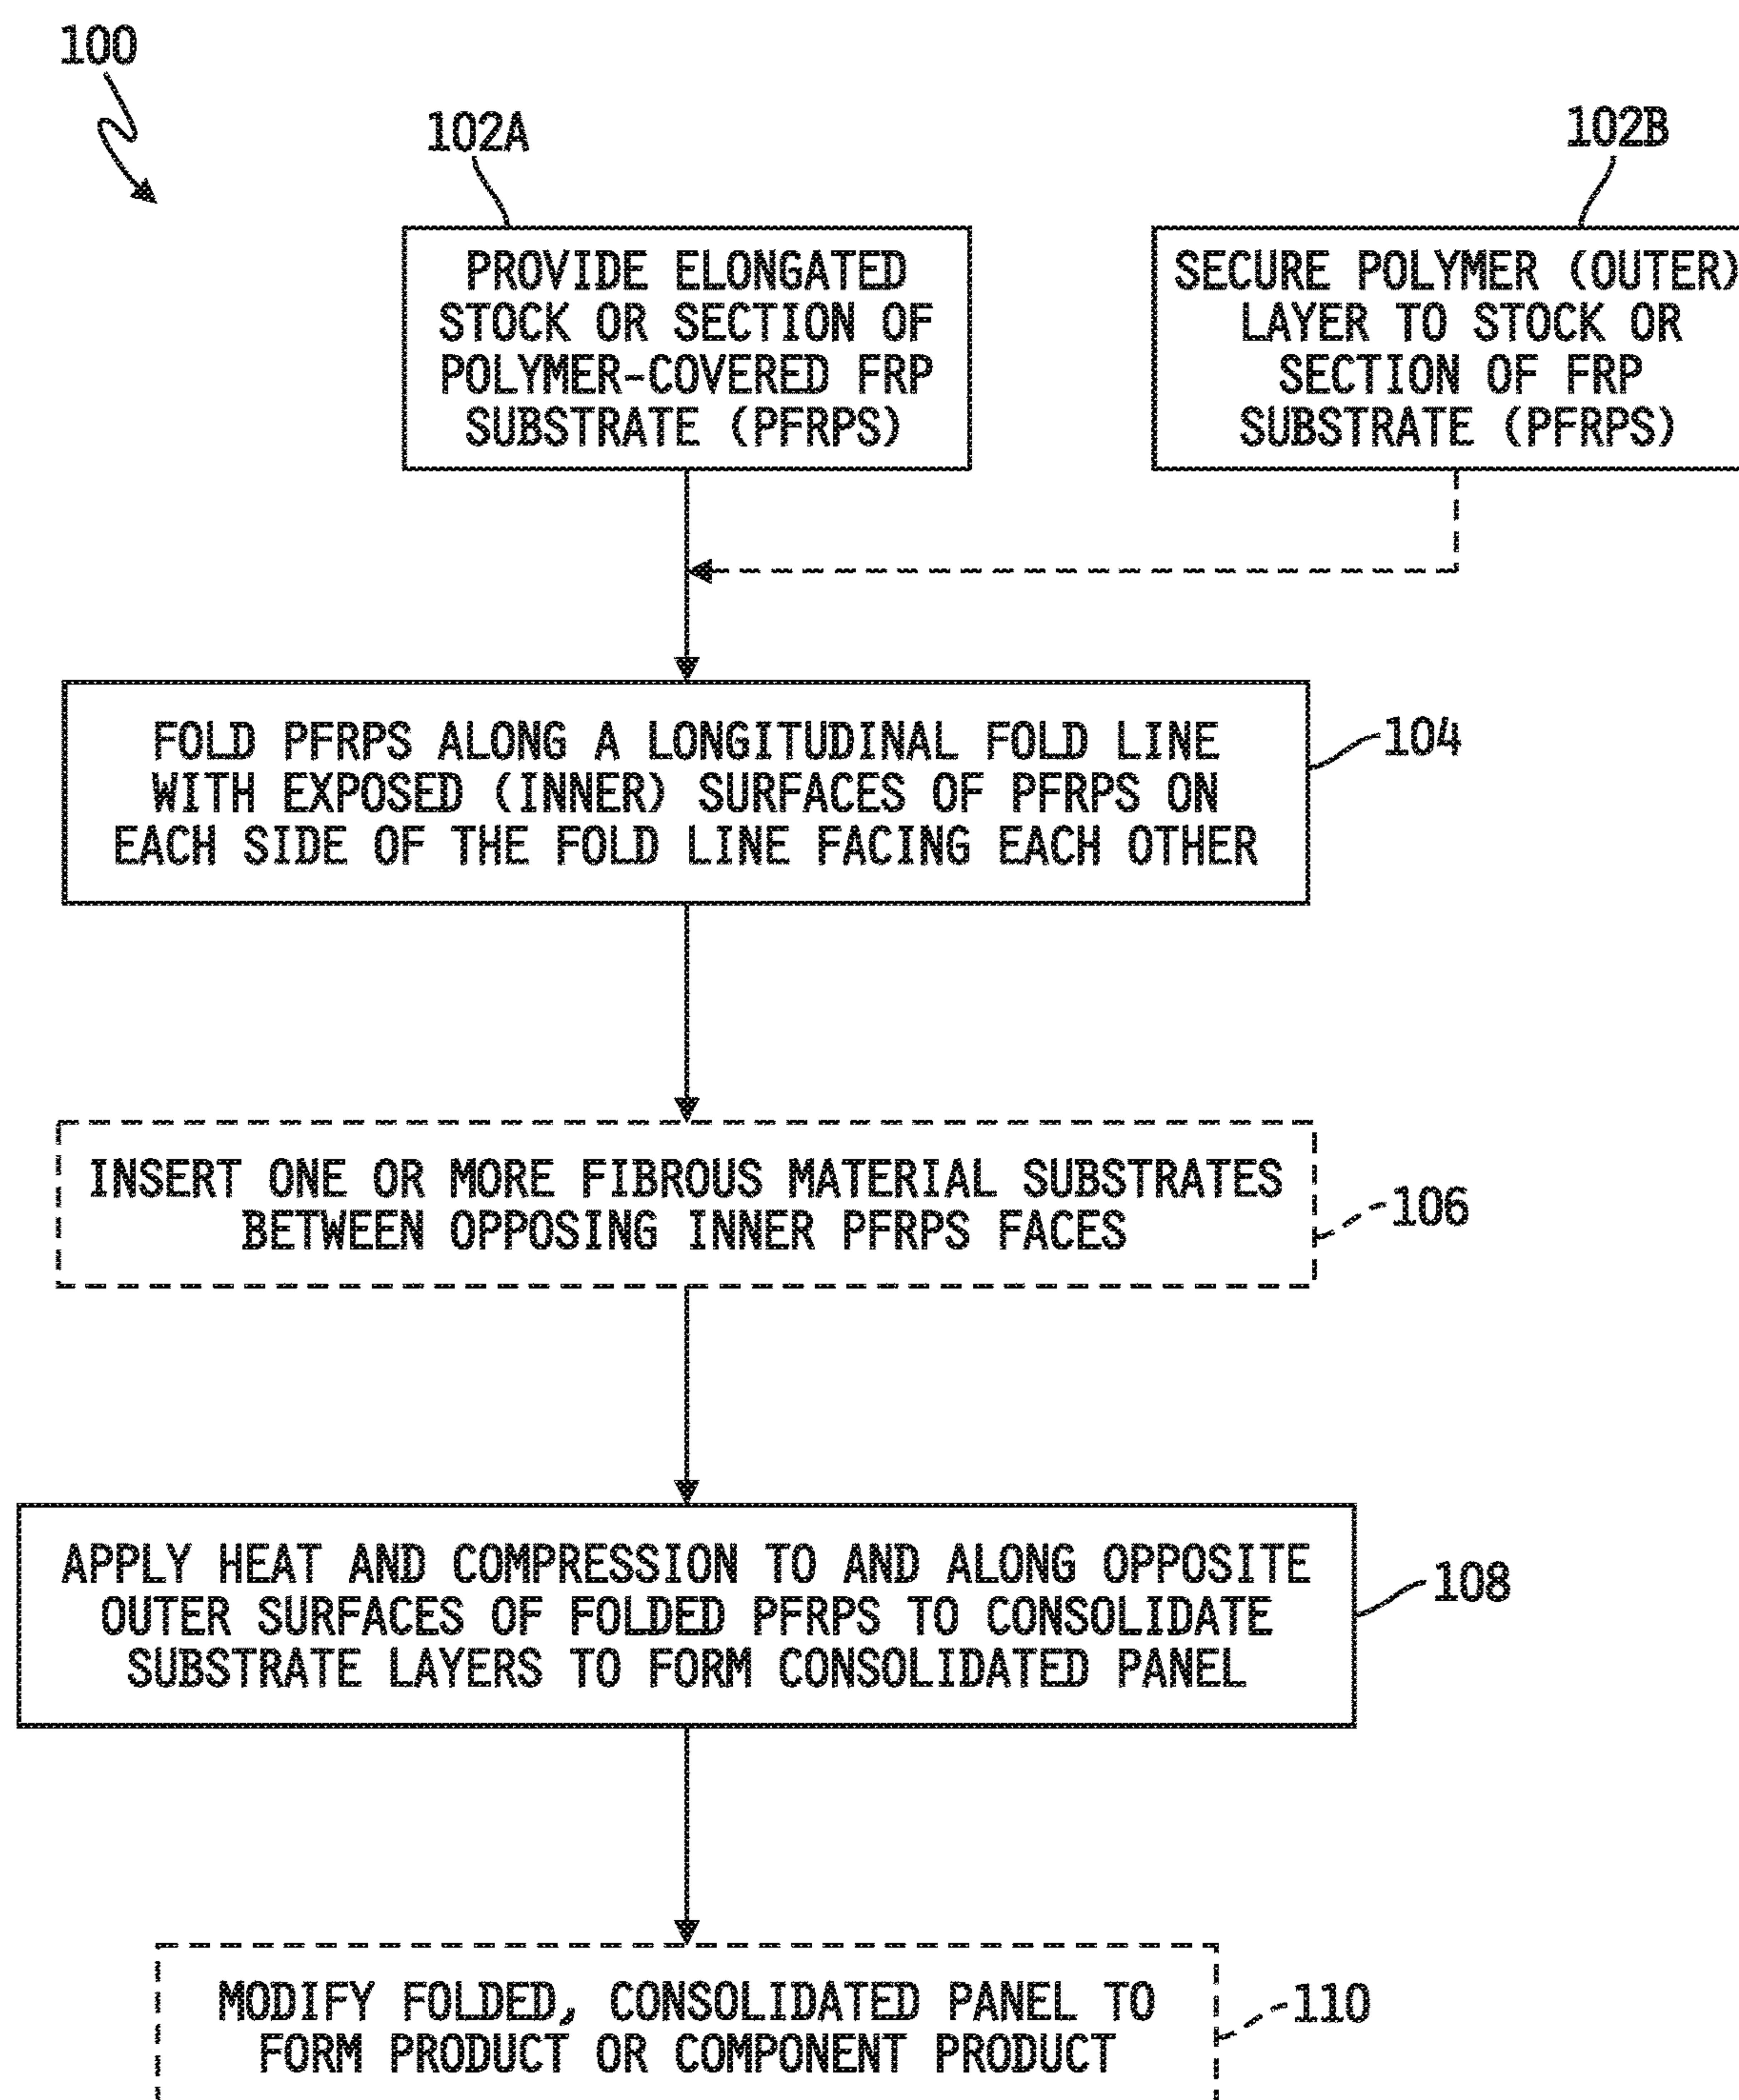 100
102A
102B
PROVIDE ELONGATED
STOCK OR SECTION OF
POLYMER-COVERED FRP
SUBSTRATE (PFRPS)
SECURE POLYMER (OUTER)
LAYER TO STOCK OR
SECTION OF FRP
SUBSTRATE (PFRPS)
FOLD PFRPS ALONG A LONGITUDINAL FOLD LINE
WITH EXPOSED (INNER) SURFACES OF PFRPS ON
EACH SIDE OF THE FOLD LINE FACING EACH OTHER
104
INSERT ONE OR MORE FIBROUS MATERIAL SUBSTRATES
BETWEEN OPPOSING INNER PFRPS FACES
106
APPLY HEAT AND COMPRESSION TO AND ALONG OPPOSITE
OUTER SURFACES OF FOLDED PFRPS TO CONSOLIDATE
SUBSTRATE LAYERS TO FORM CONSOLIDATED PANEL
108
MODIFY FOLDED, CONSOLIDATED PANEL TO
FORM PRODUCT OR COMPONENT PRODUCT
110